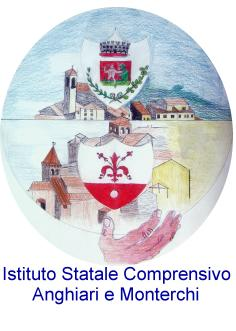 Istituto Statale Comprensivo
Anghiari e Monterchi